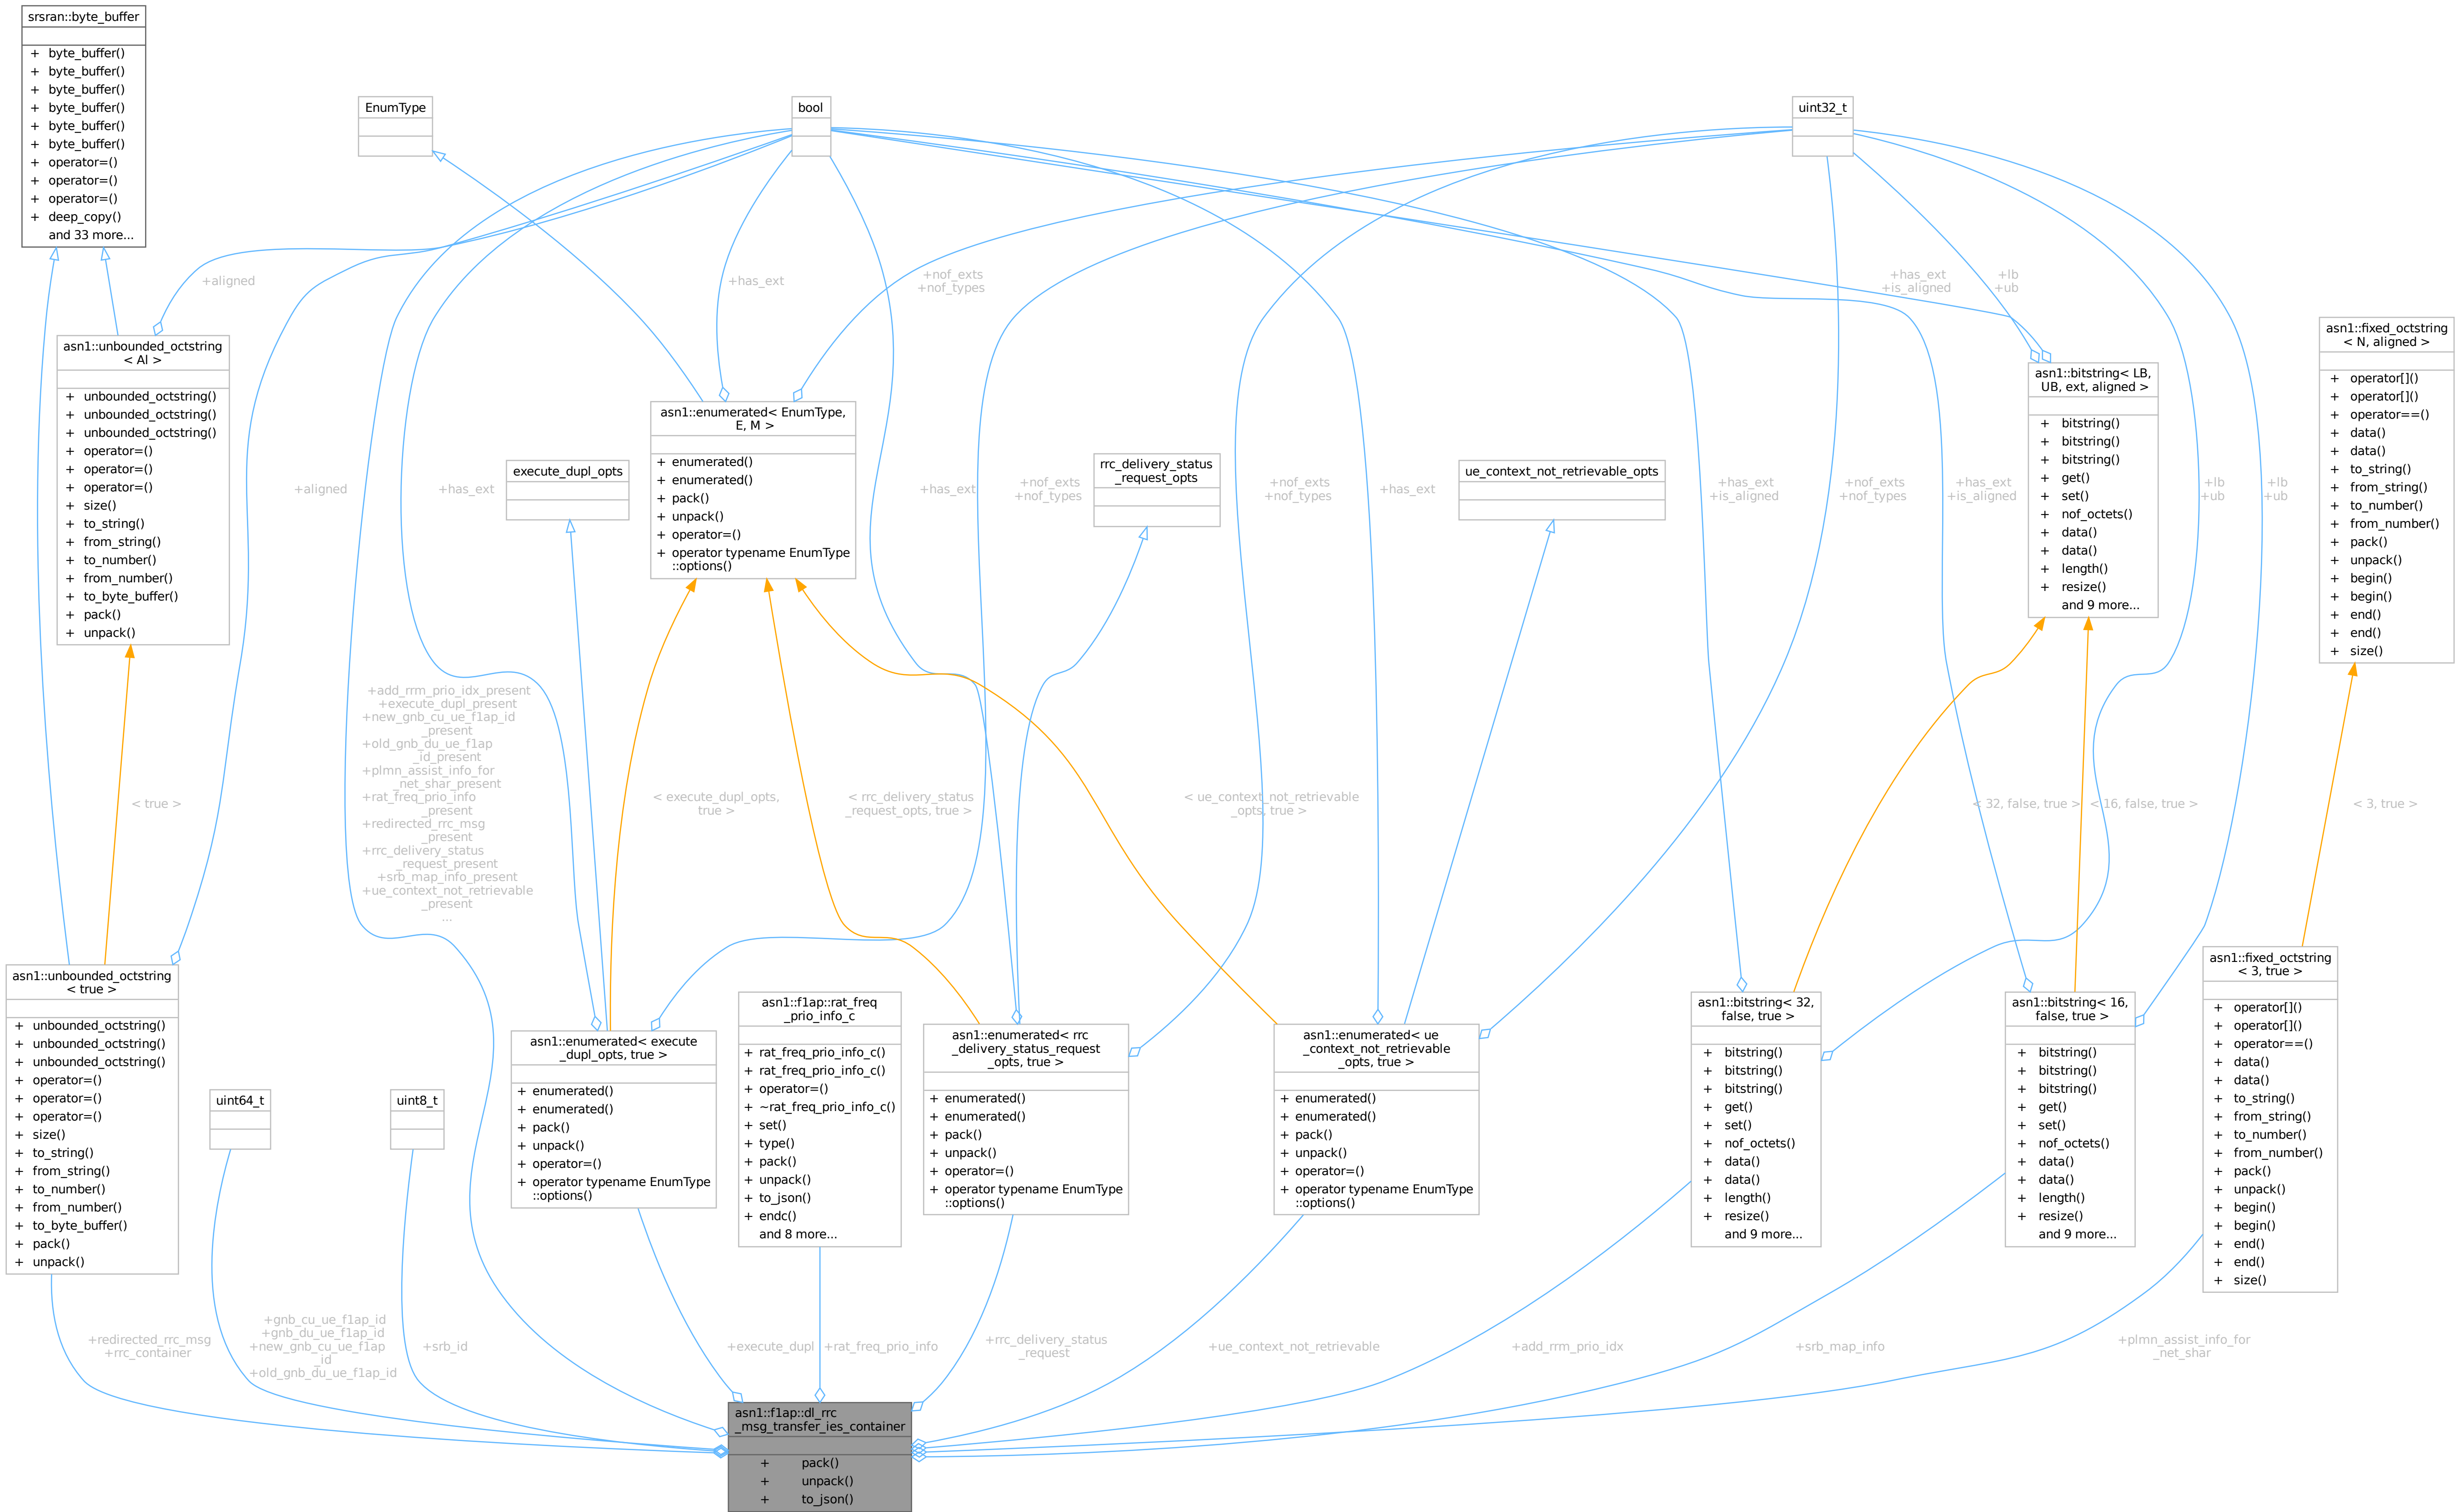 srsran::byte_buffer
+ byte_buffer()
+ byte_buffer()
+ byte_buffer()
+ byte_buffer()
+ byte_buffer()
+ byte_buffer()
+ operator=()
+ operator=()
+ operator=()
+ deep_copy()
and 33 more...
EnumType
bool
uint32_t
+aligned
+has_ext
+nof_exts
+nof_types
+has_ext
+is_aligned
+lb
+ub
asn1::unbounded_octstring
< Al >
+ unbounded_octstring()
+ unbounded_octstring()
+ unbounded_octstring()
+ operator=()
+ operator=()
+ operator=()
+ size()
+ to_string()
+ from_string()
+ to_number()
+ from_number()
+ to_byte_buffer()
+ pack()
+ unpack()
asn1::enumerated< EnumType,
E, M >
+ enumerated()
+ enumerated()
+ pack()
+ unpack()
+ operator=()
+ operator typename EnumType
::options()
asn1::bitstring< LB,
UB, ext, aligned >
+ bitstring()
+ bitstring()
+ bitstring()
+ get()
+ set()
+ nof_octets()
+ data()
+ data()
+ length()
+ resize()
and 9 more...
asn1::fixed_octstring
< N, aligned >
+ operator[]()
+ operator[]()
+ operator==()
+ data()
+ data()
+ to_string()
+ from_string()
+ to_number()
+ from_number()
+ pack()
+ unpack()
+ begin()
+ begin()
+ end()
+ end()
+ size()
execute_dupl_opts
rrc_delivery_status
_request_opts
ue_context_not_retrievable_opts
+aligned
+has_ext
+has_ext
+nof_exts
+nof_types
+nof_exts
+nof_types
+has_ext
+has_ext
+is_aligned
+nof_exts
+nof_types
+has_ext
+is_aligned
+lb
+ub
+lb
+ub
+add_rrm_prio_idx_present
+execute_dupl_present
+new_gnb_cu_ue_f1ap_id
_present
+old_gnb_du_ue_f1ap
_id_present
+plmn_assist_info_for
_net_shar_present
+rat_freq_prio_info
_present
+redirected_rrc_msg
_present
+rrc_delivery_status
_request_present
+srb_map_info_present
+ue_context_not_retrievable
_present
...
< true >
< execute_dupl_opts,
true >
< rrc_delivery_status
_request_opts, true >
< ue_context_not_retrievable
_opts, true >
< 32, false, true >
< 16, false, true >
< 3, true >
asn1::unbounded_octstring
< true >
+ unbounded_octstring()
+ unbounded_octstring()
+ unbounded_octstring()
+ operator=()
+ operator=()
+ operator=()
+ size()
+ to_string()
+ from_string()
+ to_number()
+ from_number()
+ to_byte_buffer()
+ pack()
+ unpack()
uint64_t
uint8_t
asn1::enumerated< execute
_dupl_opts, true >
+ enumerated()
+ enumerated()
+ pack()
+ unpack()
+ operator=()
+ operator typename EnumType
::options()
asn1::f1ap::rat_freq
_prio_info_c
+ rat_freq_prio_info_c()
+ rat_freq_prio_info_c()
+ operator=()
+ ~rat_freq_prio_info_c()
+ set()
+ type()
+ pack()
+ unpack()
+ to_json()
+ endc()
and 8 more...
asn1::enumerated< rrc
_delivery_status_request
_opts, true >
+ enumerated()
+ enumerated()
+ pack()
+ unpack()
+ operator=()
+ operator typename EnumType
::options()
asn1::enumerated< ue
_context_not_retrievable
_opts, true >
+ enumerated()
+ enumerated()
+ pack()
+ unpack()
+ operator=()
+ operator typename EnumType
::options()
asn1::bitstring< 32,
false, true >
+ bitstring()
+ bitstring()
+ bitstring()
+ get()
+ set()
+ nof_octets()
+ data()
+ data()
+ length()
+ resize()
and 9 more...
asn1::bitstring< 16,
false, true >
+ bitstring()
+ bitstring()
+ bitstring()
+ get()
+ set()
+ nof_octets()
+ data()
+ data()
+ length()
+ resize()
and 9 more...
asn1::fixed_octstring
< 3, true >
+ operator[]()
+ operator[]()
+ operator==()
+ data()
+ data()
+ to_string()
+ from_string()
+ to_number()
+ from_number()
+ pack()
+ unpack()
+ begin()
+ begin()
+ end()
+ end()
+ size()
+redirected_rrc_msg
+rrc_container
+gnb_cu_ue_f1ap_id
+gnb_du_ue_f1ap_id
+new_gnb_cu_ue_f1ap
_id
+old_gnb_du_ue_f1ap_id
+srb_id
+execute_dupl
+rat_freq_prio_info
+rrc_delivery_status
_request
+ue_context_not_retrievable
+add_rrm_prio_idx
+srb_map_info
+plmn_assist_info_for
_net_shar
asn1::f1ap::dl_rrc
_msg_transfer_ies_container
+ pack()
+ unpack()
+ to_json()